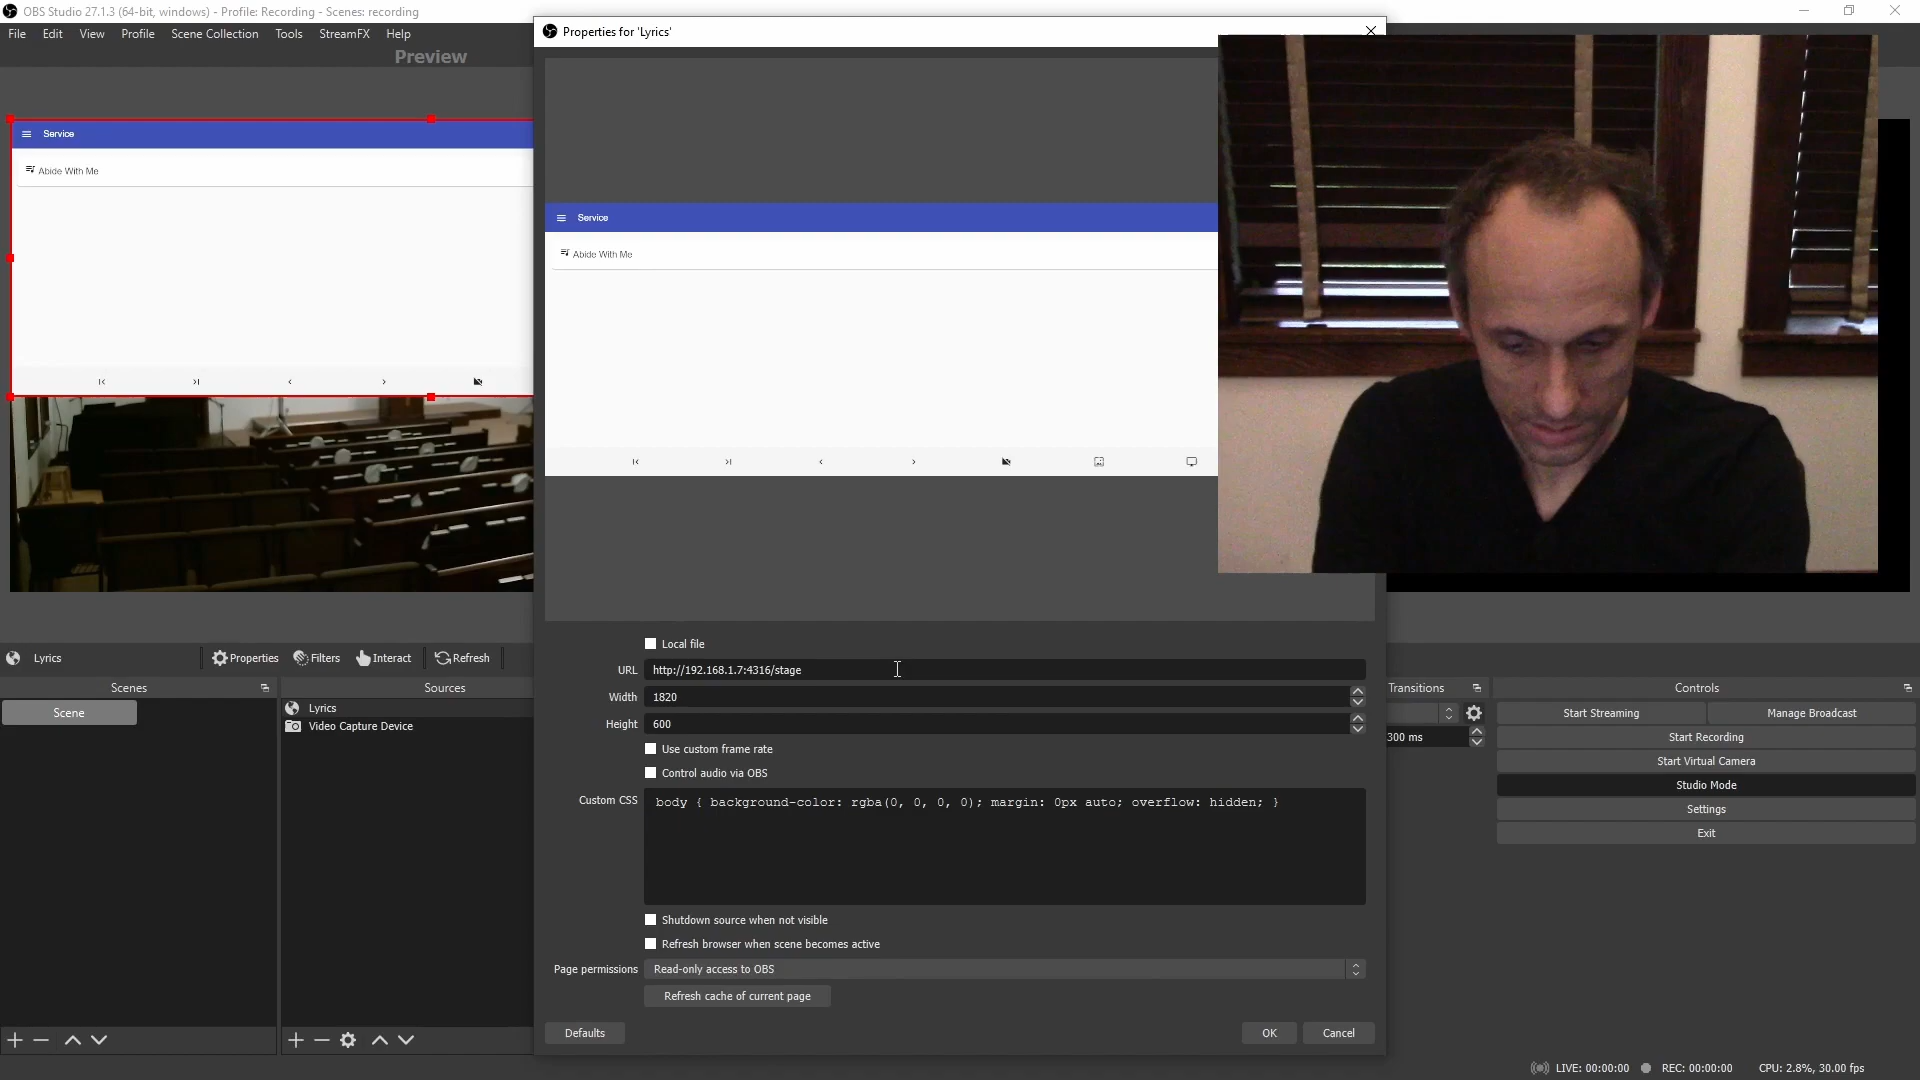 OBS Studio 27.1.3 (64-bit, windows) - Profile: Recording - Scenes: recording
File Edit View Profile Scene Collection Tools StreamFX Help
Preview
Service
Abide With Me
Properties for 'Lyrics'
Service
Abide With Me
Local file
URL http://192.168.1.7:4316/stage
Width 1820
Height 600
Use custom frame rate
Control audio via OBS
Custom CSS body { background-color: rgba(0, 0, 0, 0); margin: 0px auto; overflow: hidden; }
Shutdown source when not visible
Refresh browser when scene becomes active
Page permissions Read-only access to OBS
Refresh cache of current page
Defaults OK Cancel
Lyrics Properties Filters Interact Refresh
Scenes
Scene
Sources
Lyrics
Video Capture Device
Transitions
300 ms
Controls
Start Streaming Manage Broadcast
Start Recording
Start Virtual Camera
Studio Mode
Settings
Exit
LIVE: 00:00:00 REC: 00:00:00 CPU: 2.8%, 30.00 fps